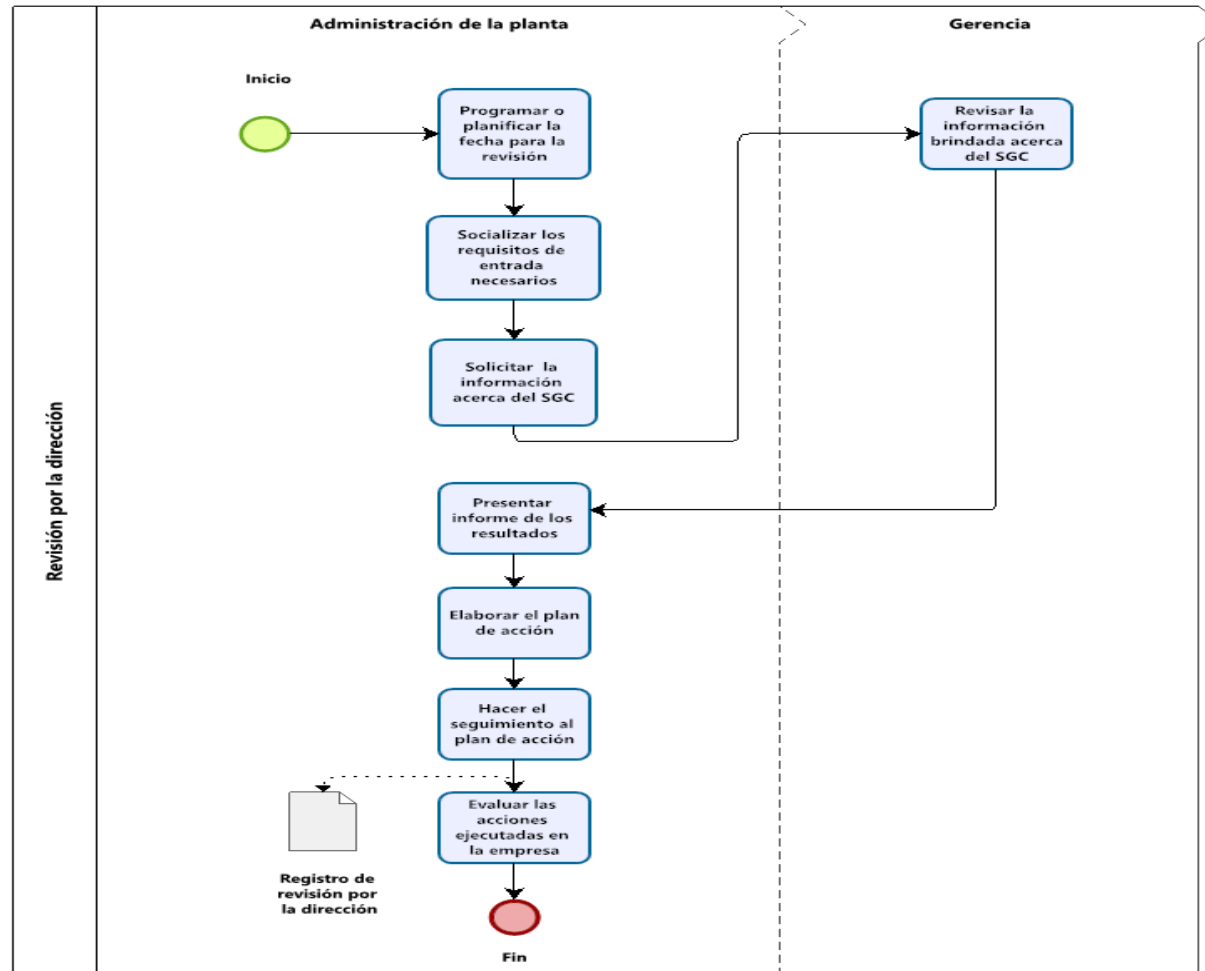 Administración de la planta
Gerencia
Inicio
Programar o
planificar la
fecha para la
revisión
Revisar la
información
brindada acerca
del SGC
Socializar los
requisitos de
entrada
necesarios
Solicitar la
información
acerca del SGC
Revisión por la dirección
Presentar
informe de los
resultados
Elaborar el plan
de acción
Hacer el
seguimiento al
plan de acción
Evaluar las
acciones
ejecutadas en
la empresa
Registro de
revisión por
la dirección
Fin